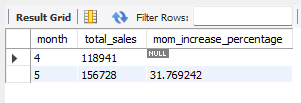 Result Grid Filter Rows:
month total_sales mom_increase_percentage
4 118941 NULL
5 156728 31.769242